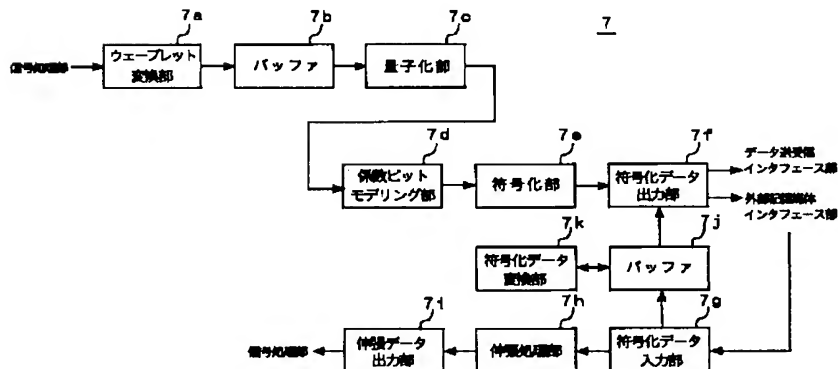 7
7a
7b
7c
信号処理部
ウェーブレット
変換部
バッファ
量子化部
7d
7e
7f
係数ビット
モデリング部
符号化部
符号化データ
出力部
データ送受信
インタフェース部
外部記録媒体
インタフェース部
7k
7j
符号化データ
変換部
バッファ
7i
7h
7g
信号処理部
伸張データ
出力部
伸張処理部
符号化データ
入力部